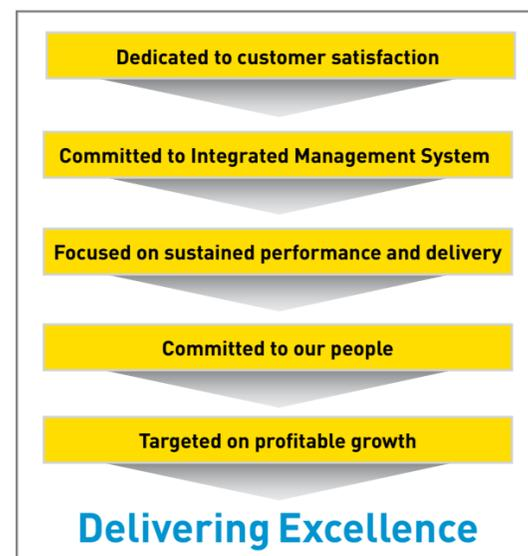 Dedicated to customer satisfaction
Committed to Integrated Management System
Focused on sustained performance and delivery
Committed to our people
Targeted on profitable growth
Delivering Excellence